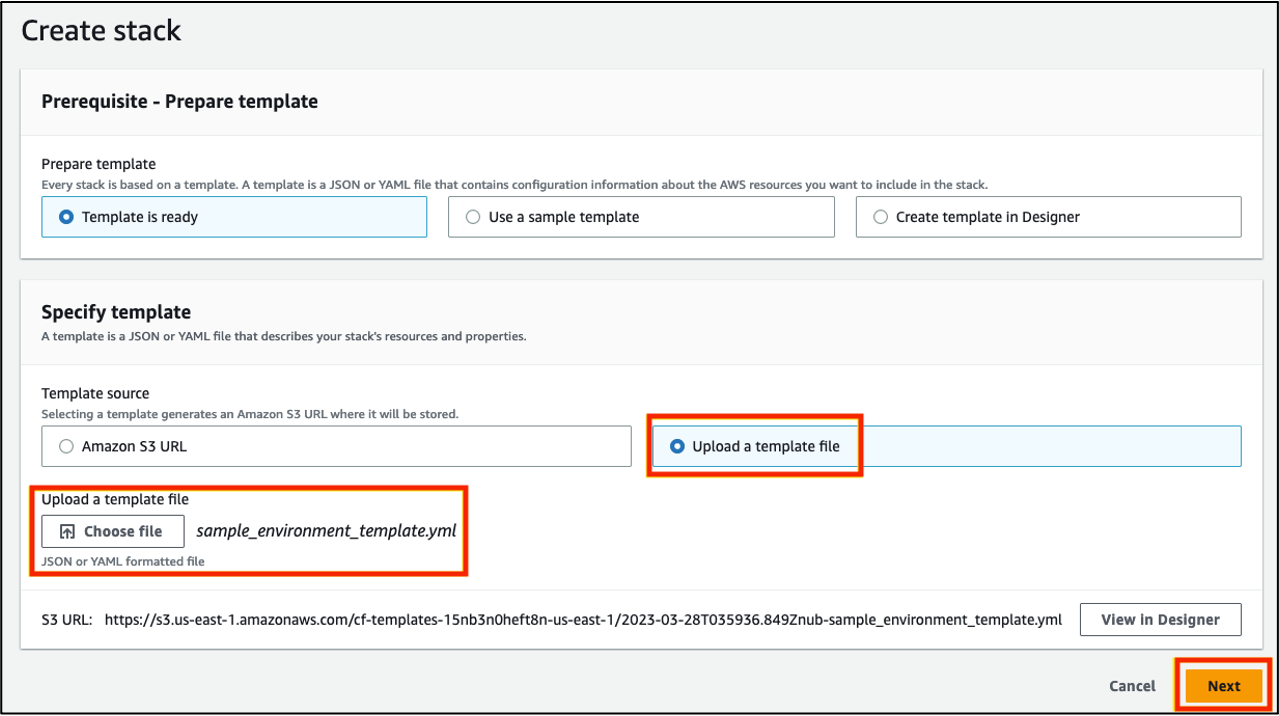 Create stack
Prerequisite - Prepare template
Prepare template
Every stack is based on a template. A template is a JSON or YAML file that contains configuration information about the AWS resources you want to include in the stack.
Template is ready
Use a sample template
Create template in Designer
Specify template
A template is a JSON or YAML file that describes your stack's resources and properties.
Template source
Selecting a template generates an Amazon S3 URL where it will be stored.
Amazon S3 URL
Upload a template file
Upload a template file
Choose file
sample_environment_template.yml
JSON or YAML formatted file
S3 URL: https://s3.us-east-1.amazonaws.com/cf-templates-15nb3n0heft8n-us-east-1/2023-03-28T035936.849Znub-sample_environment_template.yml
View in Designer
Cancel
Next